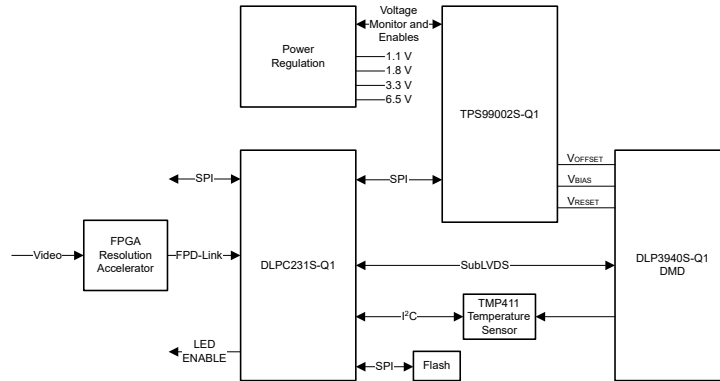 Voltage
Monitor and
Enables
Power
Regulation
1.1 V
1.8 V
3.3 V
6.5 V
TPS99002S-Q1
VOFFSET
VBIAS
VRESET
SPI
SPI
Video
FPGA
Resolution
Accelerator
FPD-Link
DLPC231S-Q1
SubLVDS
DLP3940S-Q1
DMD
I²C
TMP411
Temperature
Sensor
LED
ENABLE
SPI
Flash